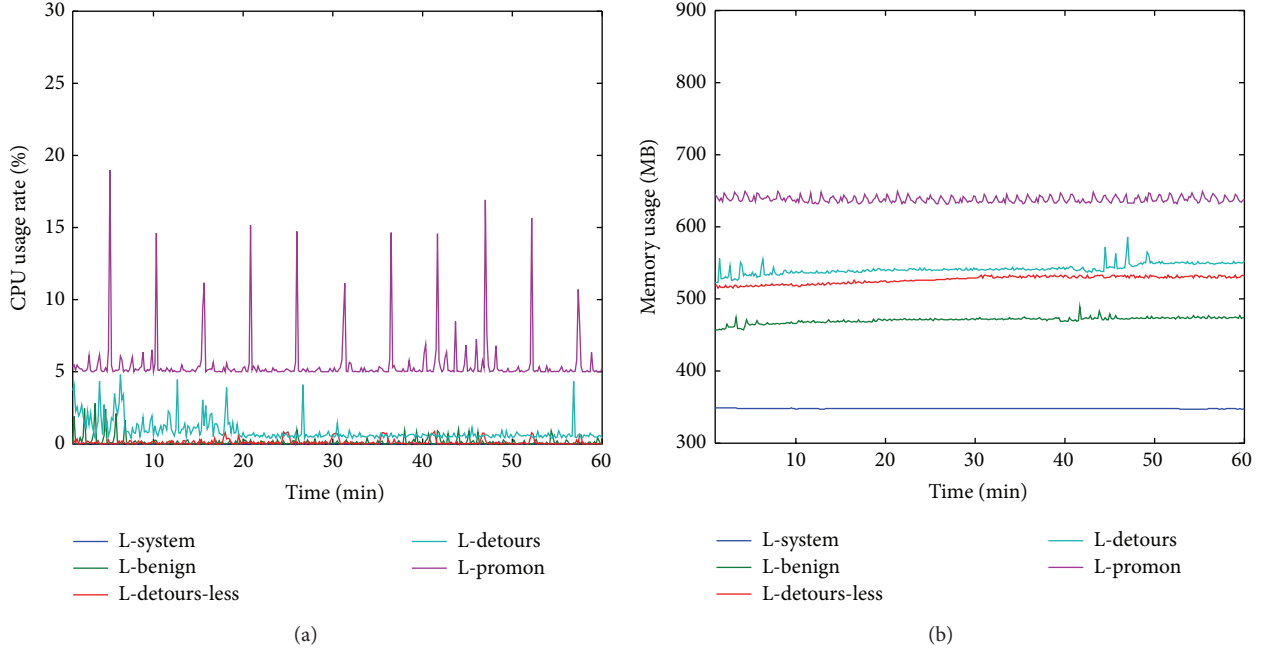 30
25
20
15
10
5
0
CPU usage rate (%)
10 20 30 40 50 60
Time (min)
L-system
L-benign
L-detours-less
L-detours
L-promon
(a)
900
800
700
600
500
400
300
Memory usage (MB)
10 20 30 40 50 60
Time (min)
L-system
L-benign
L-detours-less
L-detours
L-promon
(b)